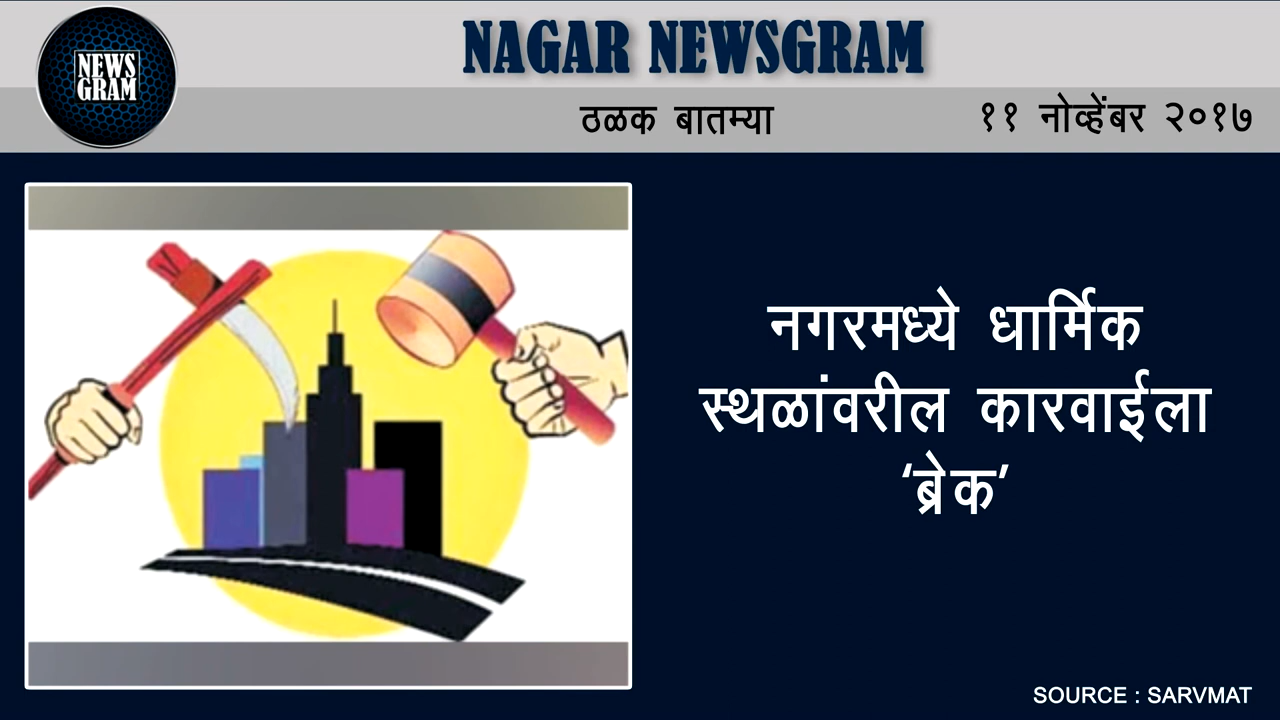 NEWS
GRAM
NAGAR NEWSGRAM
ठळक बातम्या
११ नोव्हेंबर २०१७
नगरमध्ये धार्मिक
स्थळांवरील कारवाईला
‘ब्रेक’
SOURCE : SARVMAT